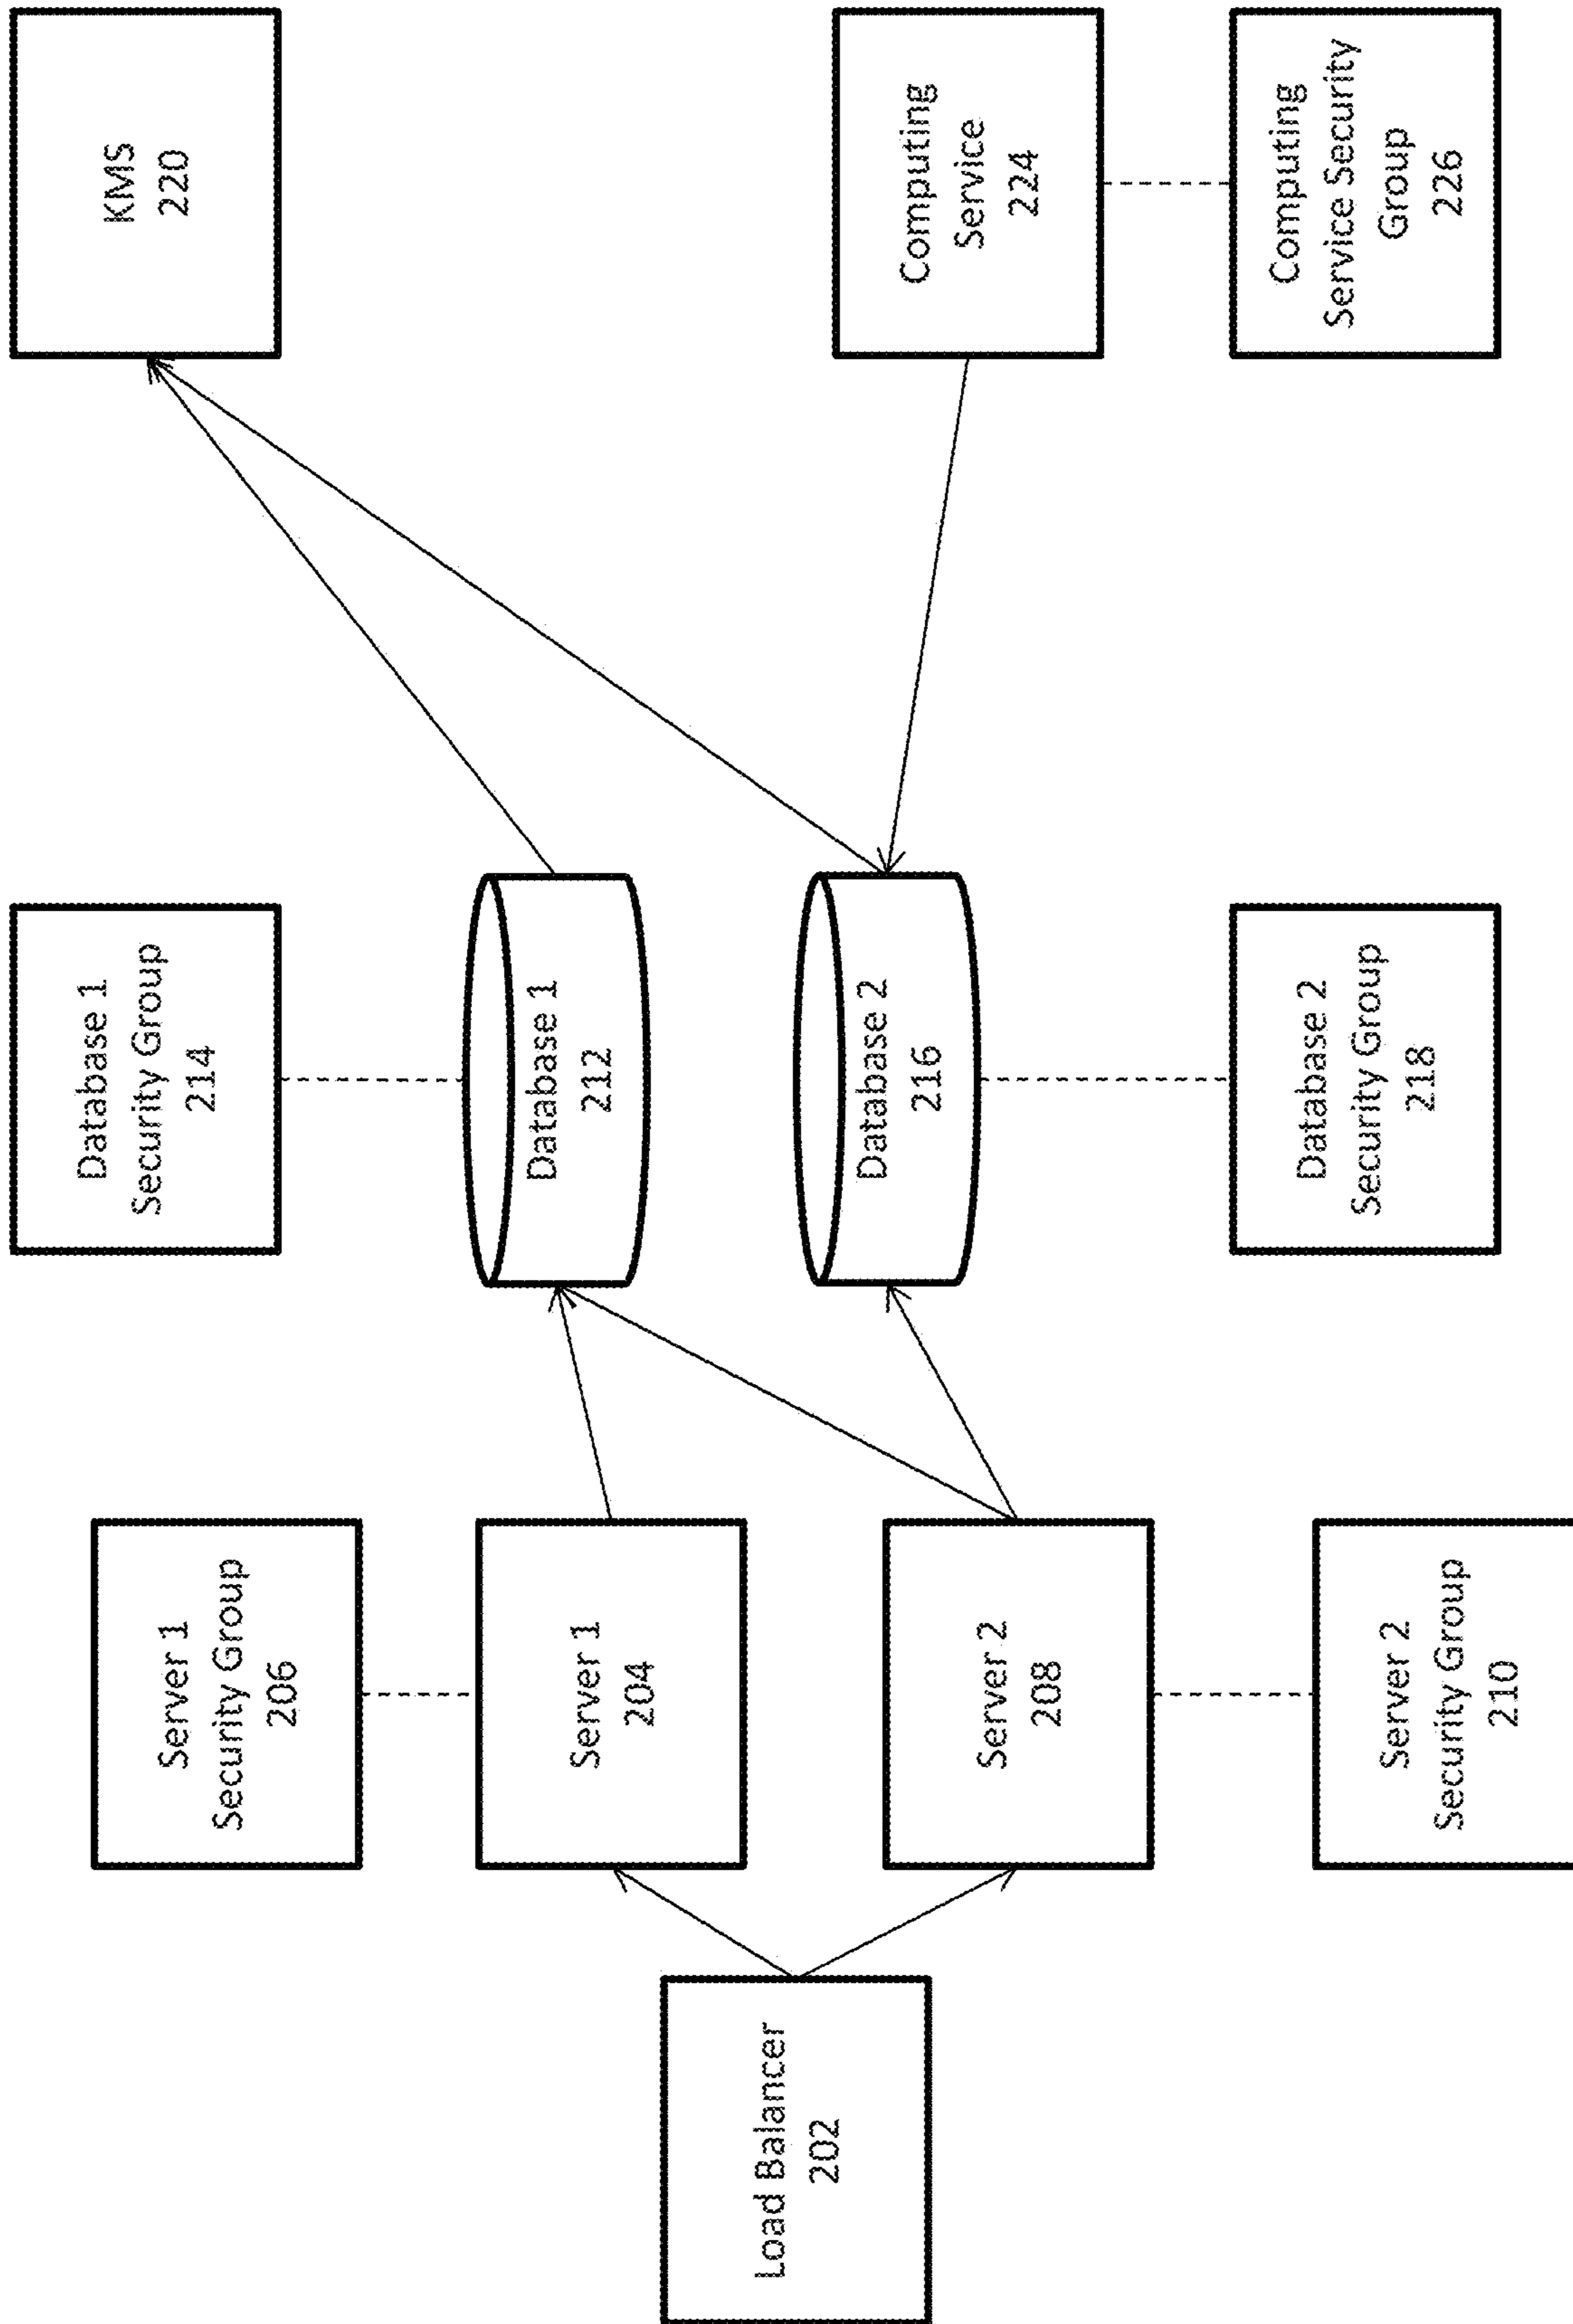 Database 1
Security Group
214
KMS
220
Server 1
Security Group
206
Database 1
212
Server 1
204
Load Balancer
202
Database 2
216
Computing
Service
224
Server 2
208
Database 2
Security Group
218
Computing
Service Security
Group
226
Server 2
Security Group
210